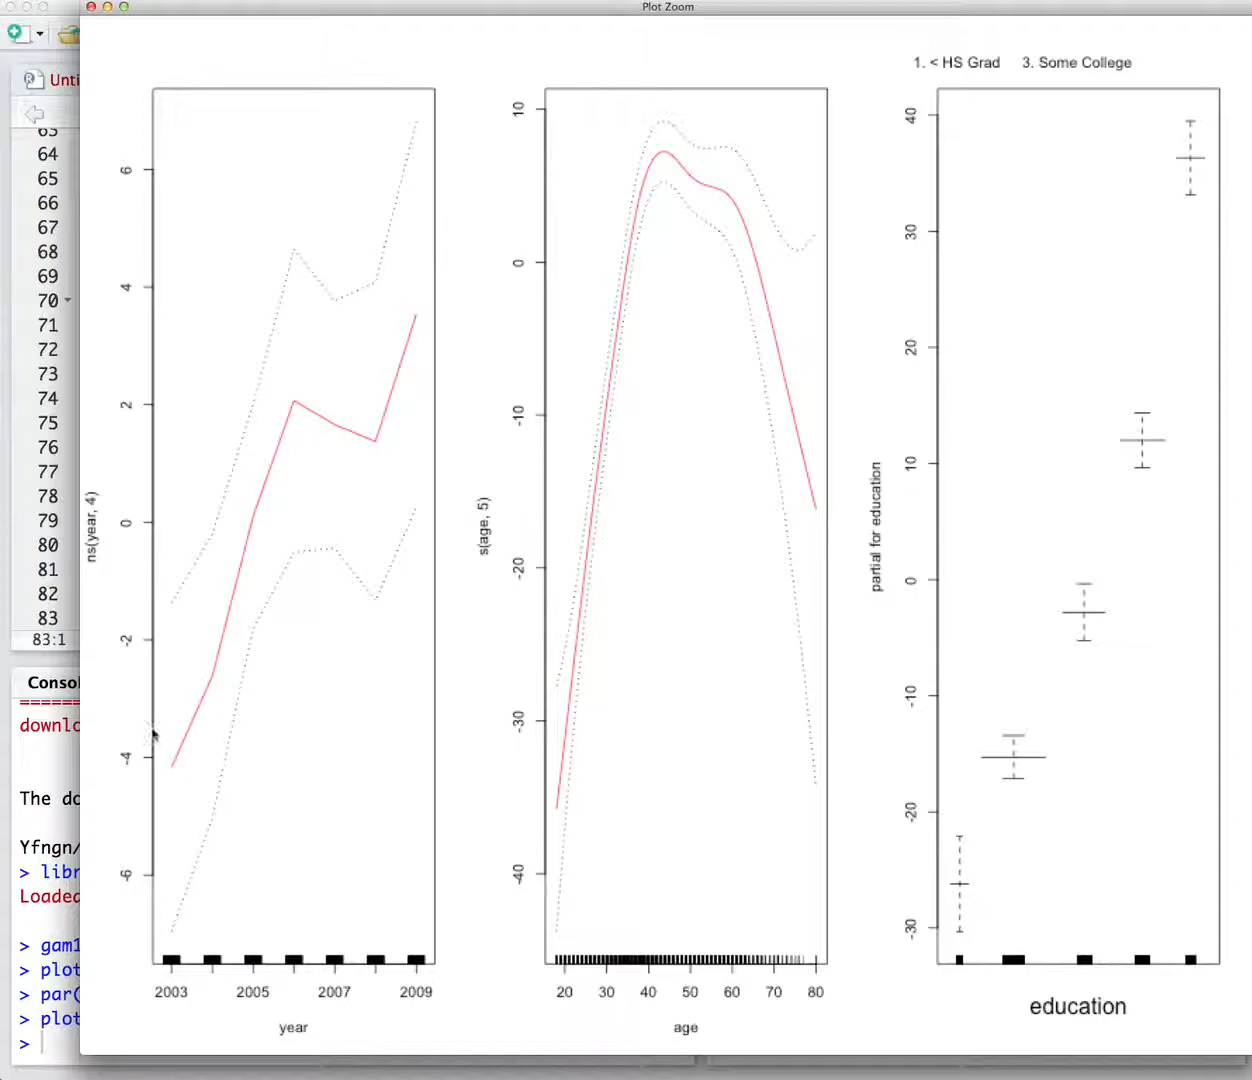 Plot Zoom
Unti
63
64
65
66
67
68
69
70
71
72
73
74
75
76
77
78
79
80
81
82
83
83:1
Consol
=====
downlo
The do
Yfngn/
> libr
Loaded
> gam1
> plot
> par(
> plot
>
ns(year, 4)
6
4
2
0
-2
-4
-6
2003 2005 2007 2009
year
s(age, 5)
10
0
-10
-20
-30
-40
20 30 40 50 60 70 80
age
1. < HS Grad 3. Some College
partial for education
40
30
20
10
0
-10
-20
-30
education